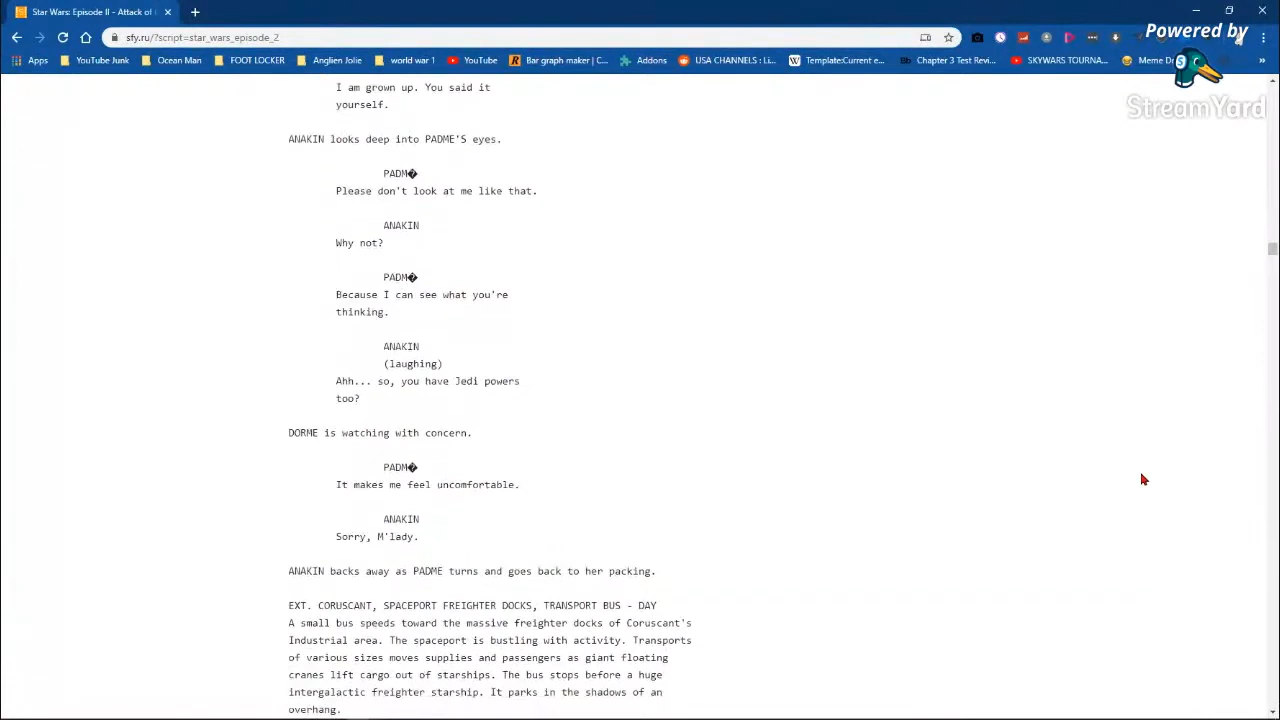 Star Wars: Episode II - Attack of
Powered by
sfy.ru/?script=star_wars_episode_2
Apps
YouTube Junk
Ocean Man
FOOT LOCKER
Anglien Jolie
world war 1
YouTube
Bar graph maker | C...
Addons
USA CHANNELS : Li...
Template:Current e...
Chapter 3 Test Revi...
SKYWARS TOURNA...
Meme
StreamYard
I am grown up. You said it
yourself.
ANAKIN looks deep into PADME'S eyes.
PADM�
Please don't look at me like that.
ANAKIN
Why not?
PADM�
Because I can see what you're
thinking.
ANAKIN
(laughing)
Ahh... so, you have Jedi powers
too?
DORME is watching with concern.
PADM�
It makes me feel uncomfortable.
ANAKIN
Sorry, M'lady.
ANAKIN backs away as PADME turns and goes back to her packing.
EXT. CORUSCANT, SPACEPORT FREIGHTER DOCKS, TRANSPORT BUS - DAY
A small bus speeds toward the massive freighter docks of Coruscant's
Industrial area. The spaceport is bustling with activity. Transports
of various sizes moves supplies and passengers as giant floating
cranes lift cargo out of starships. The bus stops before a huge
intergalactic freighter starship. It parks in the shadows of an
overhang.